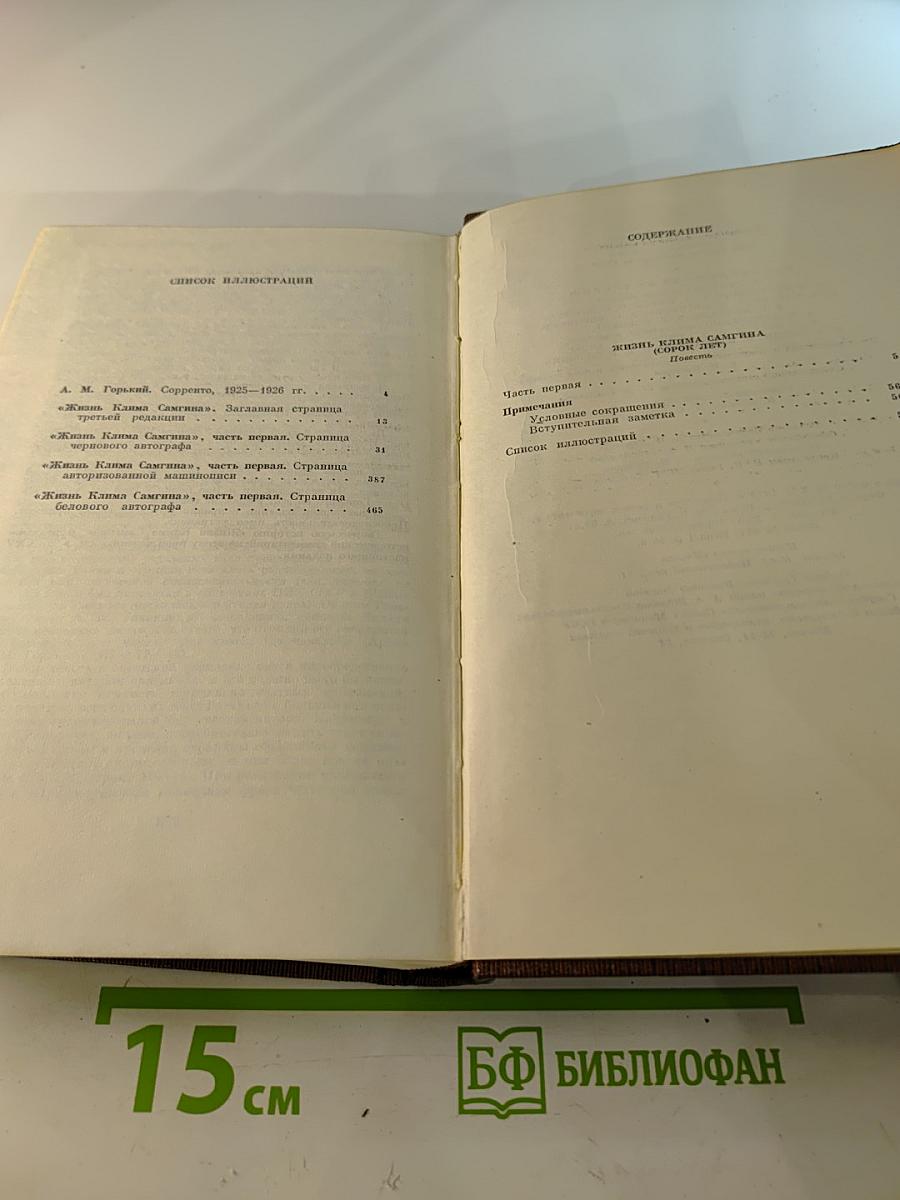 СПИСОК ИЛЛЮСТРАЦИЙ
А. М. Горький. Сорренто, 1925—1926 гг. . . . . . 4
«Жизнь Клима Самгина». Заглавная страница
третьей редакции . . . . . . . . . . . . 13
«Жизнь Клима Самгина», часть первая. Страница
чернового автографа . . . . . . . . . . . . 31
«Жизнь Клима Самгина», часть первая. Страница
авторизованной машинописи . . . . . . . . . 387
«Жизнь Клима Самгина», часть первая. Страница
белового автографа . . . . . . . . . . . . 465
СОДЕРЖАНИЕ
ЖИЗНЬ КЛИМА САМГИНА
(СОРОК ЛЕТ)
Повесть
Часть первая . . . . . . . . . . . . . . . . . . 5
Примечания
Условные сокращения . . . . . . . . . . . .
Вступительная заметка . . . . . . . . . . .
Список иллюстраций . . . . . . . . . . . . . .
15 см
БФ БИБЛИОФАН